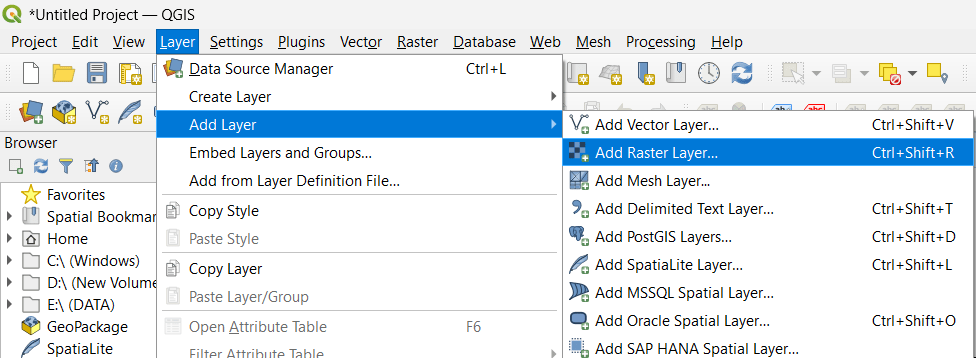 *Untitled Project — QGIS
Project Edit View Layer Settings Plugins Vector Raster Database Web Mesh Processing Help
Data Source Manager Ctrl+L
Create Layer
Add Layer
Embed Layers and Groups...
Add from Layer Definition File...
Copy Style
Paste Style
Copy Layer
Paste Layer/Group
Open Attribute Table F6
Filter Attribute Table
Add Vector Layer... Ctrl+Shift+V
Add Raster Layer... Ctrl+Shift+R
Add Mesh Layer...
Add Delimited Text Layer... Ctrl+Shift+T
Add PostGIS Layers... Ctrl+Shift+D
Add SpatiaLite Layer... Ctrl+Shift+L
Add MSSQL Spatial Layer...
Add Oracle Spatial Layer... Ctrl+Shift+O
Add SAP HANA Spatial Layer...
Browser
Favorites
Spatial Bookmar
Home
C:\ (Windows)
D:\ (New Volume
E:\ (DATA)
GeoPackage
SpatiaLite